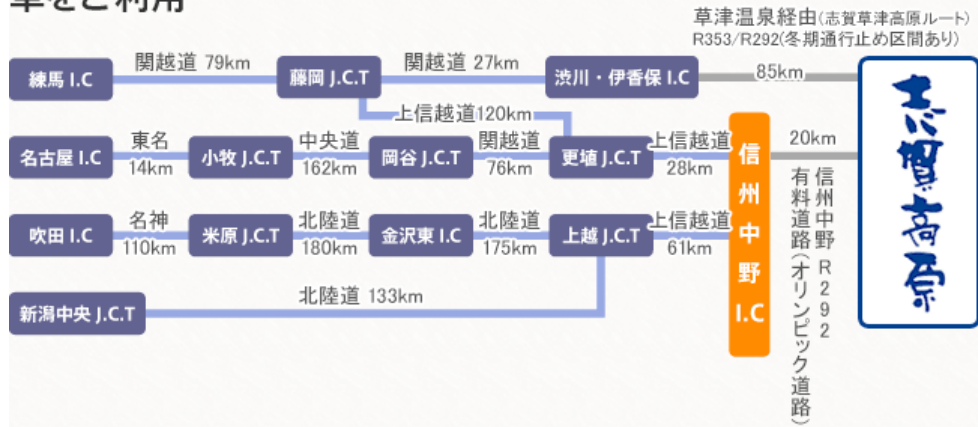 車をご利用
草津温泉経由(志賀草津高原ルート)
R353/R292(冬期通行止め区間あり)
練馬 I.C
関越道 79km
藤岡 J.C.T
関越道 27km
渋川・伊香保 I.C
85km
上信越道120km
名古屋 I.C
東名
14km
小牧 J.C.T
中央道
162km
岡谷 J.C.T
関越道
76km
更埴 J.C.T
上信越道
28km
吹田 I.C
名神
110km
米原 J.C.T
北陸道
180km
金沢東 I.C
北陸道
175km
上越 J.C.T
上信越道
61km
新潟中央 J.C.T
北陸道 133km
信州中野I.C
20km
信州中野 R292
有料道路(オリンピック道路)
志賀高原